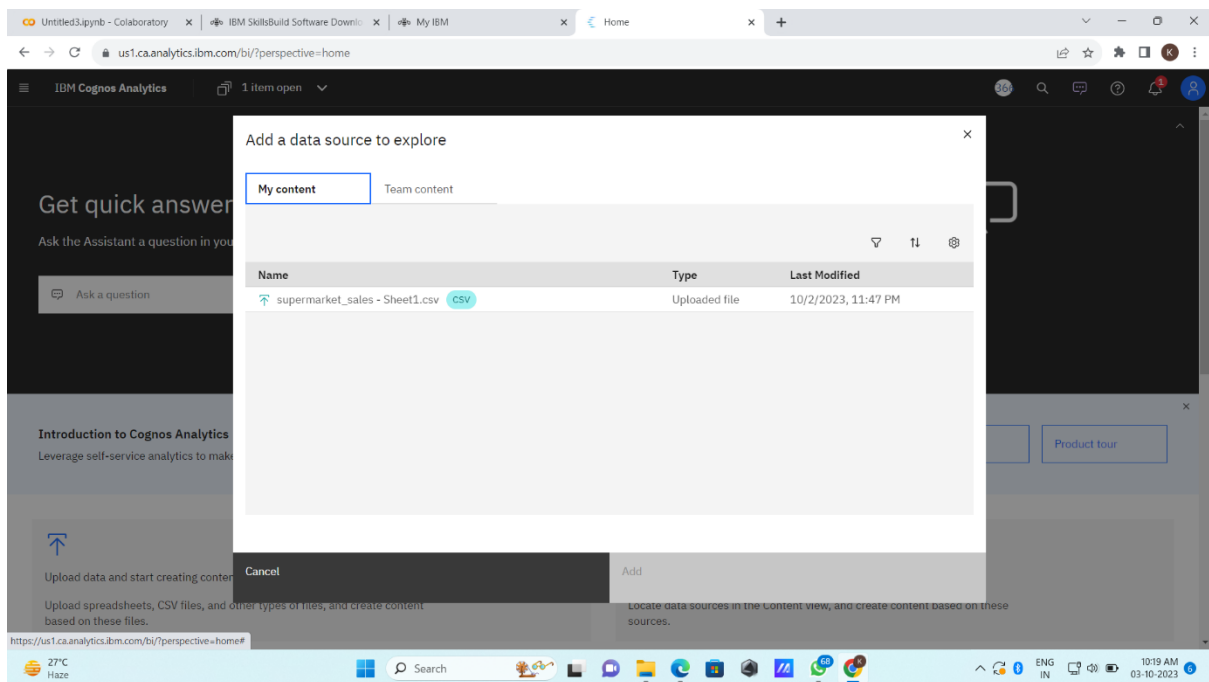 Untitled3.ipynb - Colaboratory
IBM SkillsBuild Software Downlo
My IBM
Home
us1.ca.analytics.ibm.com/bi/?perspective=home
K
IBM Cognos Analytics
1 item open
1
Add a data source to explore
My content
Team content
Get quick answer
Ask the Assistant a question in you
Ask a question
Name Type Last Modified
supermarket_sales - Sheet1.csv CSV Uploaded file 10/2/2023, 11:47 PM
Introduction to Cognos Analytics
Leverage self-service analytics to make
Product tour
Cancel
Add
Upload data and start creating conten
Upload spreadsheets, CSV files, and other types of files, and create content
based on these files.
Locate data sources in the Content view, and create content based on these
sources.
https://us1.ca.analytics.ibm.com/bi/?perspective=home#
27°C
Haze
Search
68
ENG
IN
10:19 AM
03-10-2023
6